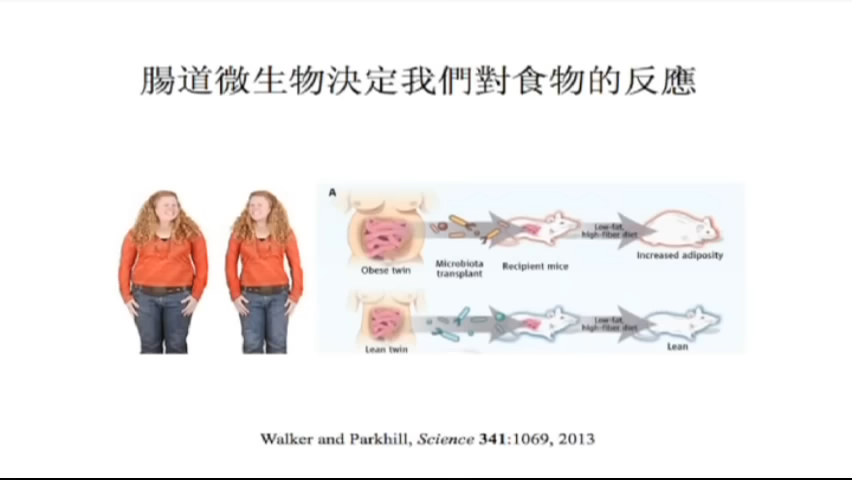 腸道微生物決定我們對食物的反應
A
Obese twin
Microbiota
transplant
Recipient mice
Low-fat,
high-fiber diet
Increased adiposity
Lean twin
Low-fat,
high-fiber diet
Lean
Walker and Parkhill, Science 341:1069, 2013